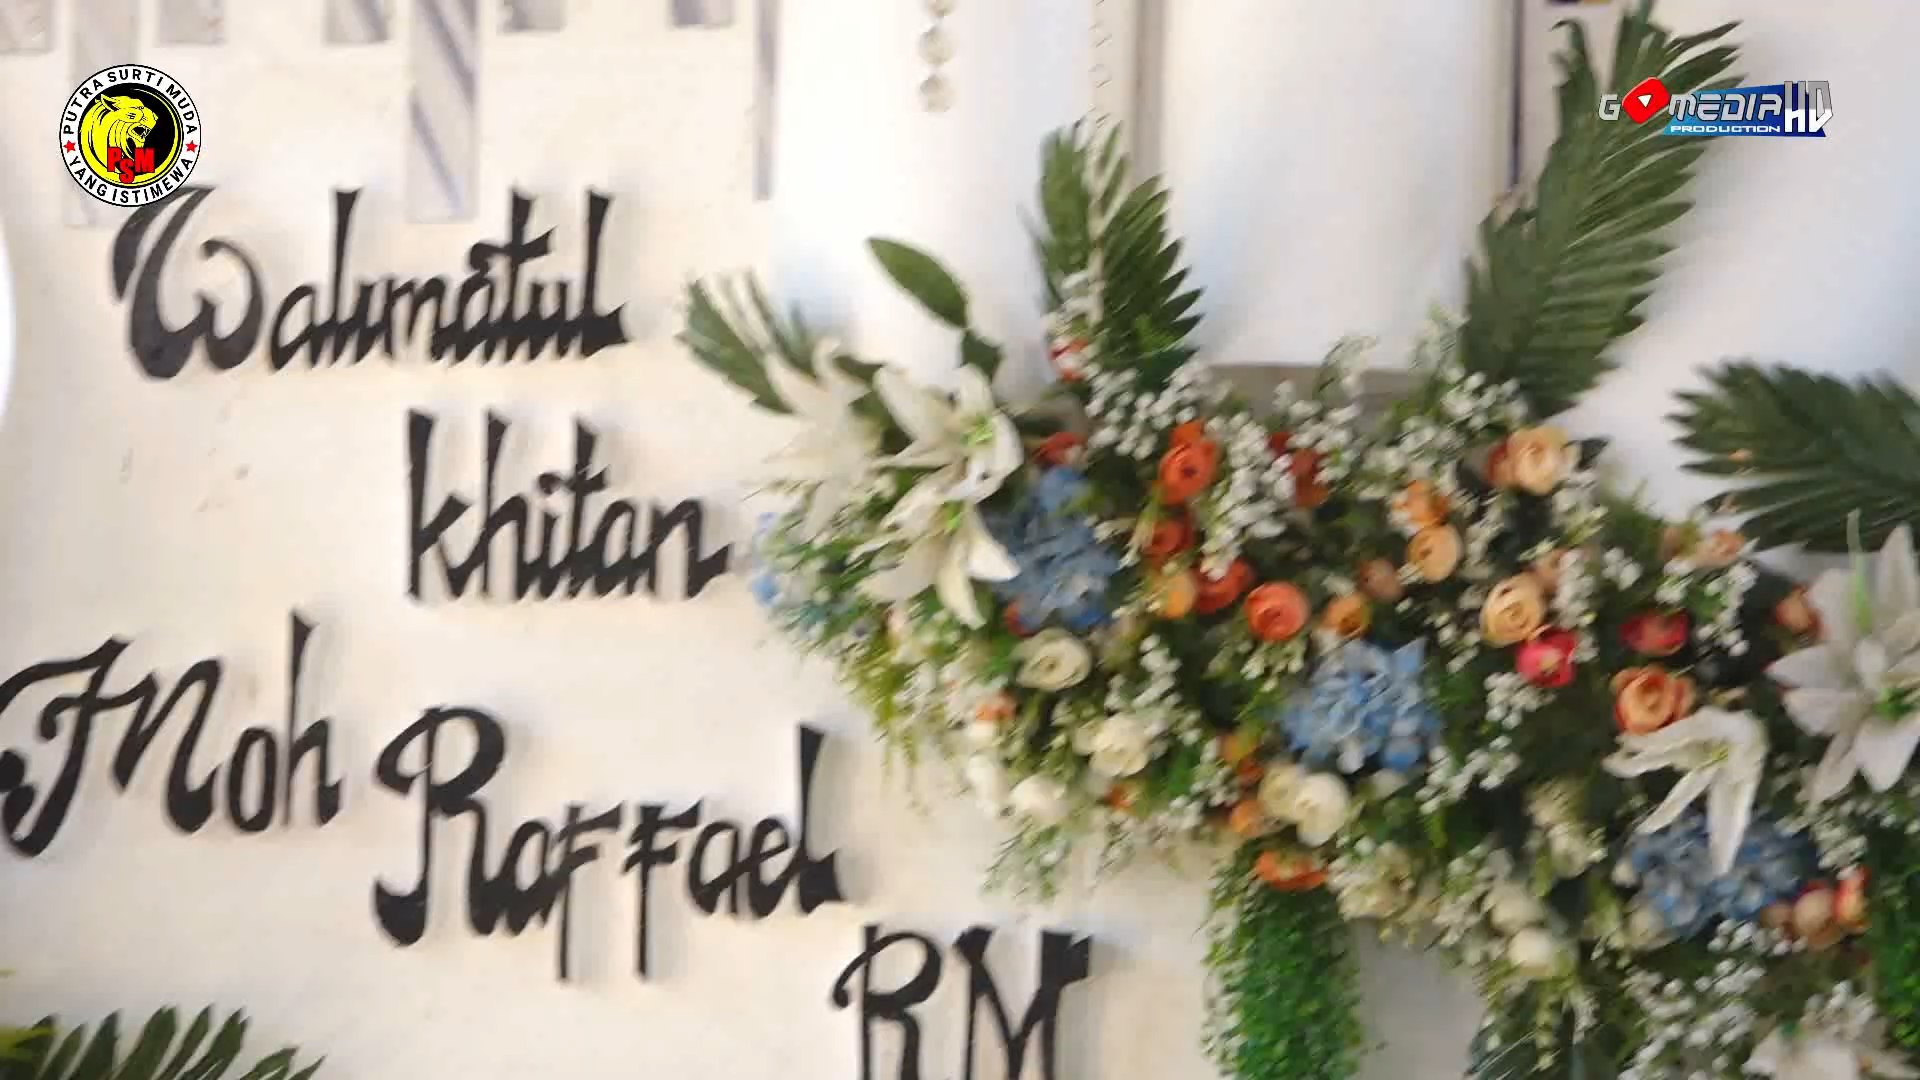 PUTRA SURTI MUDA
PSM
YANG ISTIMEWA
GOMEDIA HD
PRODUCTION
Walimatul
khitan
Moh Raffael
RM